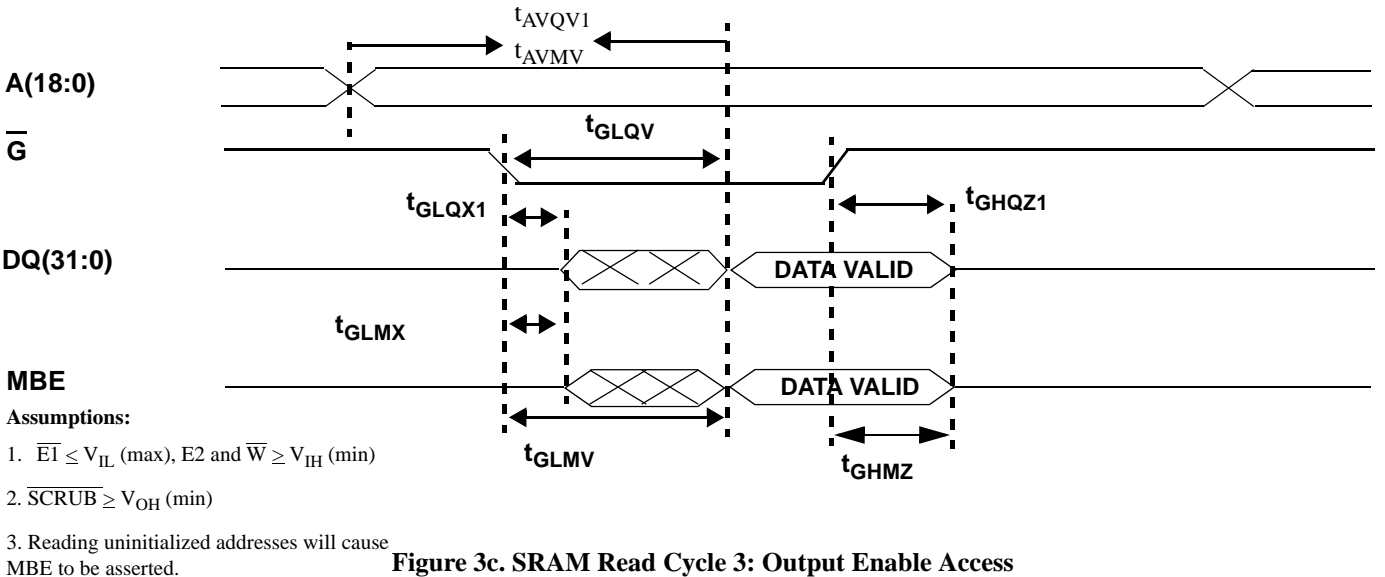 tAVQV1
tAVMV
A(18:0)
tGLQV
G
tGLQX1
tGHQZ1
DQ(31:0)
DATA VALID
tGLMX
MBE
DATA VALID
Assumptions:
1. E1 ≤ VIL (max), E2 and W ≥ VIH (min)
tGLMV
tGHMZ
2. SCRUB ≥ VOH (min)
3. Reading uninitialized addresses will cause
MBE to be asserted.
Figure 3c. SRAM Read Cycle 3: Output Enable Access